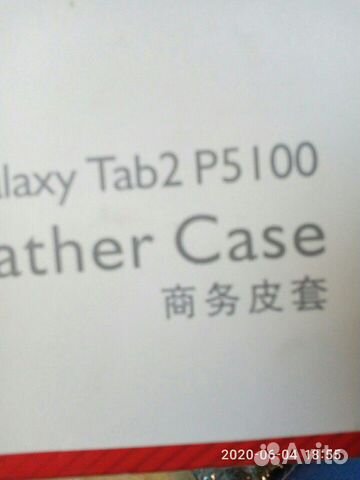 alaxy Tab2 P5100
ather Case
商务皮套
2020-06-04 18:55
Avito